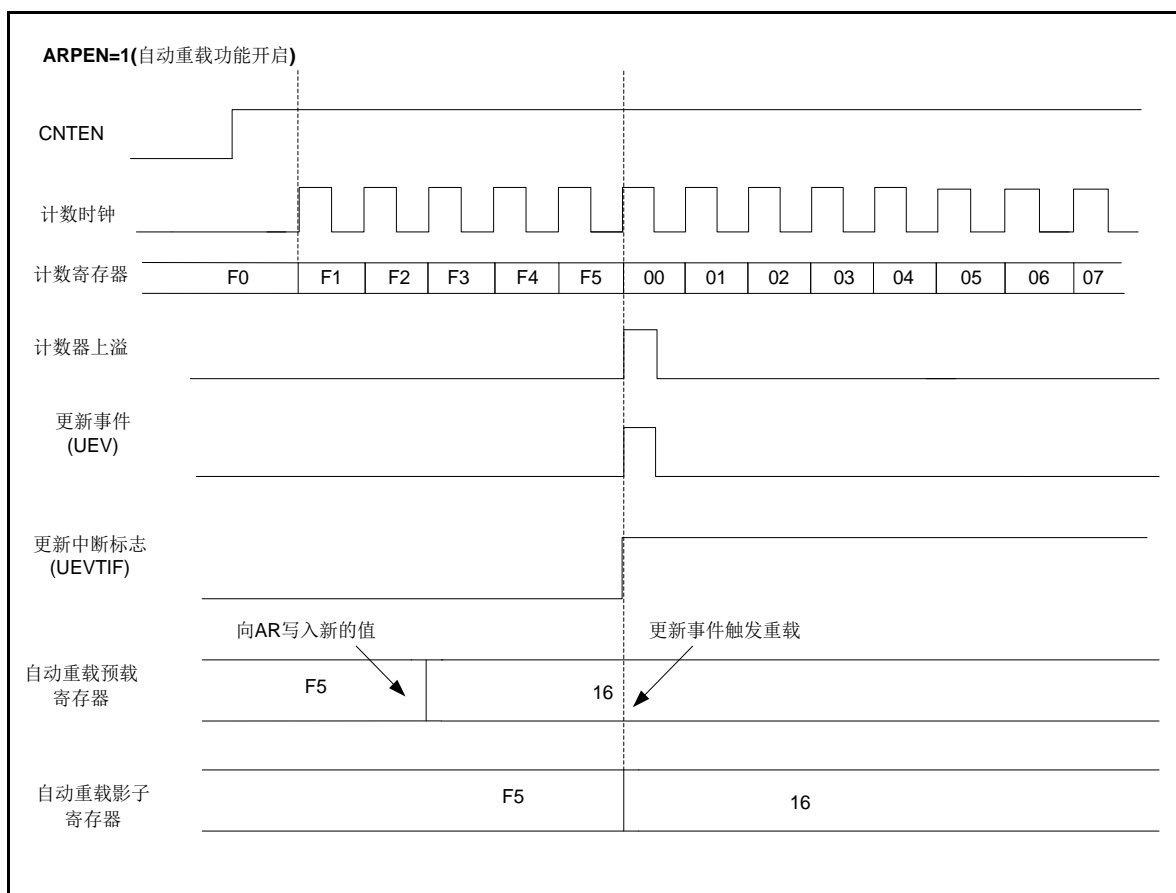 ARPEN=1(自动重载功能开启)
CNTEN
计数时钟
计数寄存器
F0 F1 F2 F3 F4 F5 00 01 02 03 04 05 06 07
计数器上溢
更新事件
(UEV)
更新中断标志
(UEVTIF)
向AR写入新的值
更新事件触发重载
自动重载预载
寄存器
F5
16
自动重载影子
寄存器
F5
16